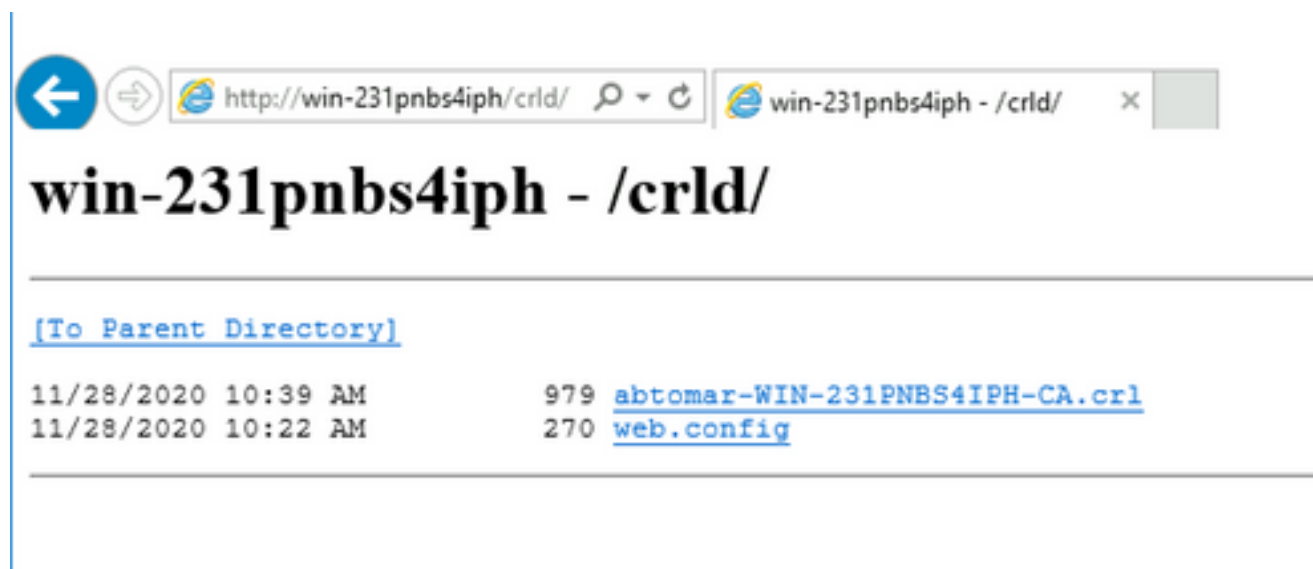 http://win-231pnbs4iph/crld/ win-231pnbs4iph - /crld/
win-231pnbs4iph - /crld/
[To Parent Directory]
11/28/2020 10:39 AM 979 abtomar-WIN-231PNBS4IPH-CA.crl
11/28/2020 10:22 AM 270 web.config